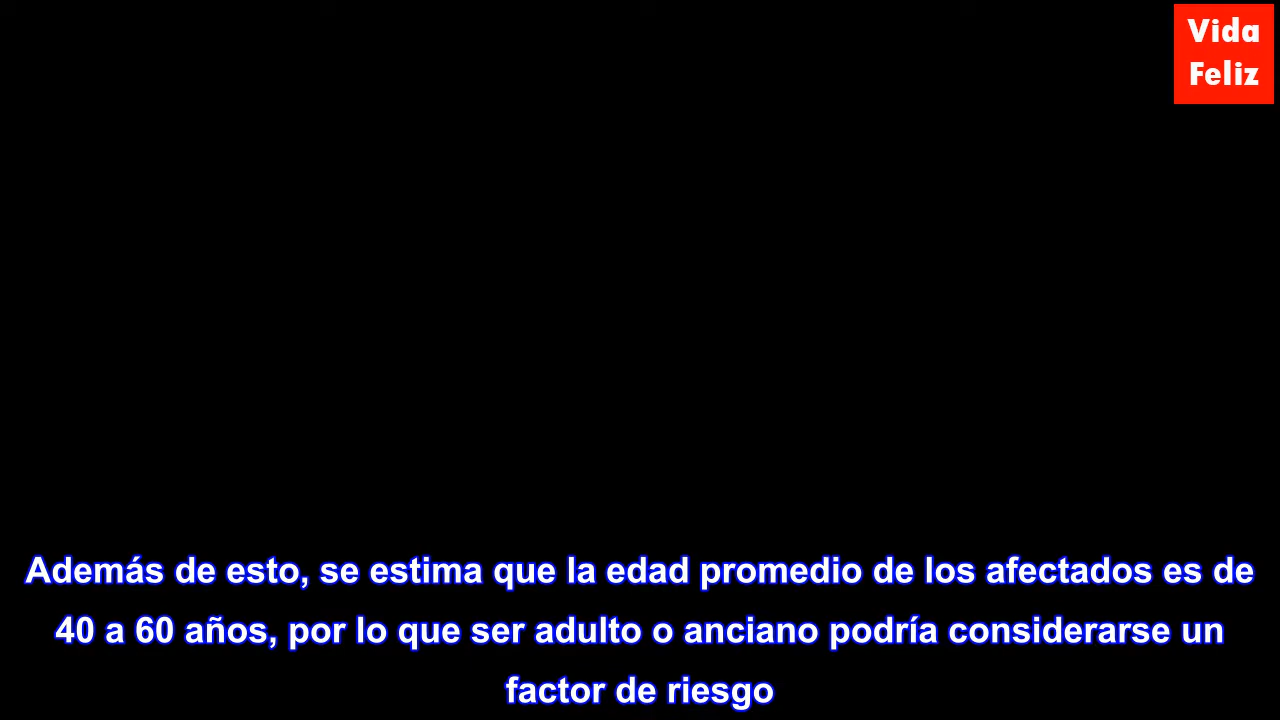 Vida
Feliz
Además de esto, se estima que la edad promedio de los afectados es de
40 a 60 años, por lo que ser adulto o anciano podría considerarse un
factor de riesgo